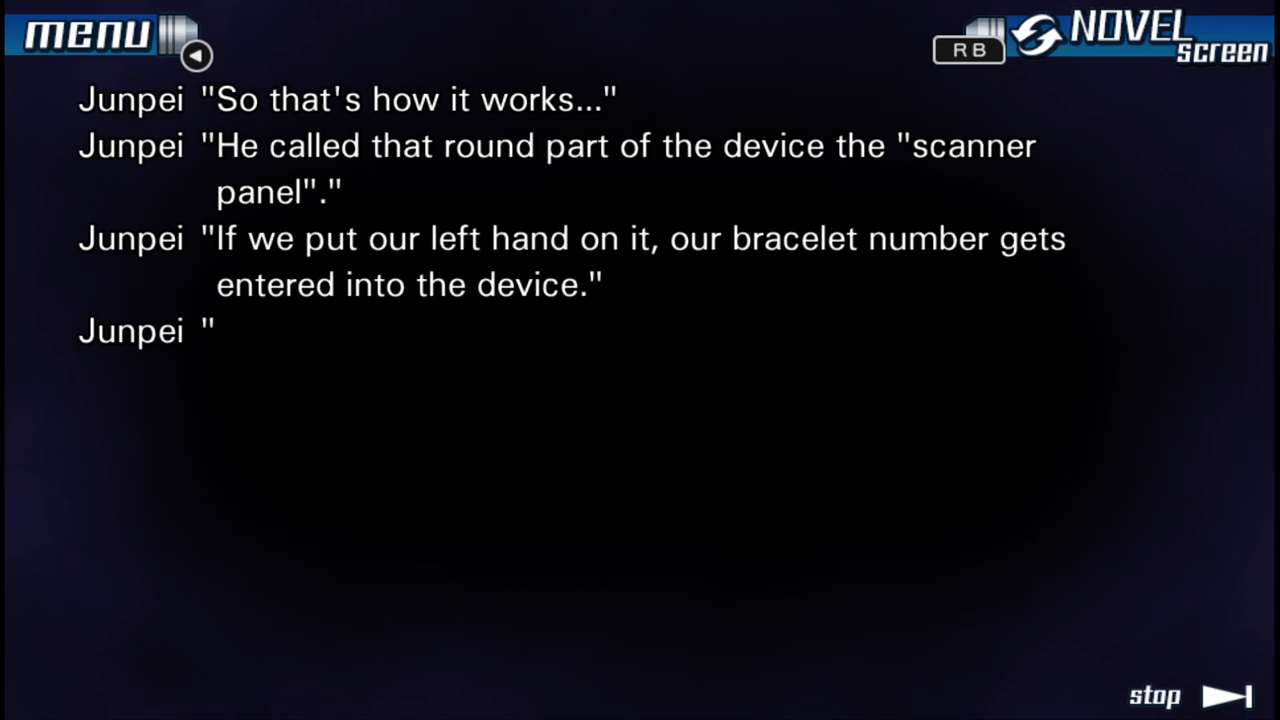 menu
RB NOVEL
screen
Junpei "So that's how it works..."
Junpei "He called that round part of the device the "scanner
panel"."
Junpei "If we put our left hand on it, our bracelet number gets
entered into the device."
Junpei "
stop